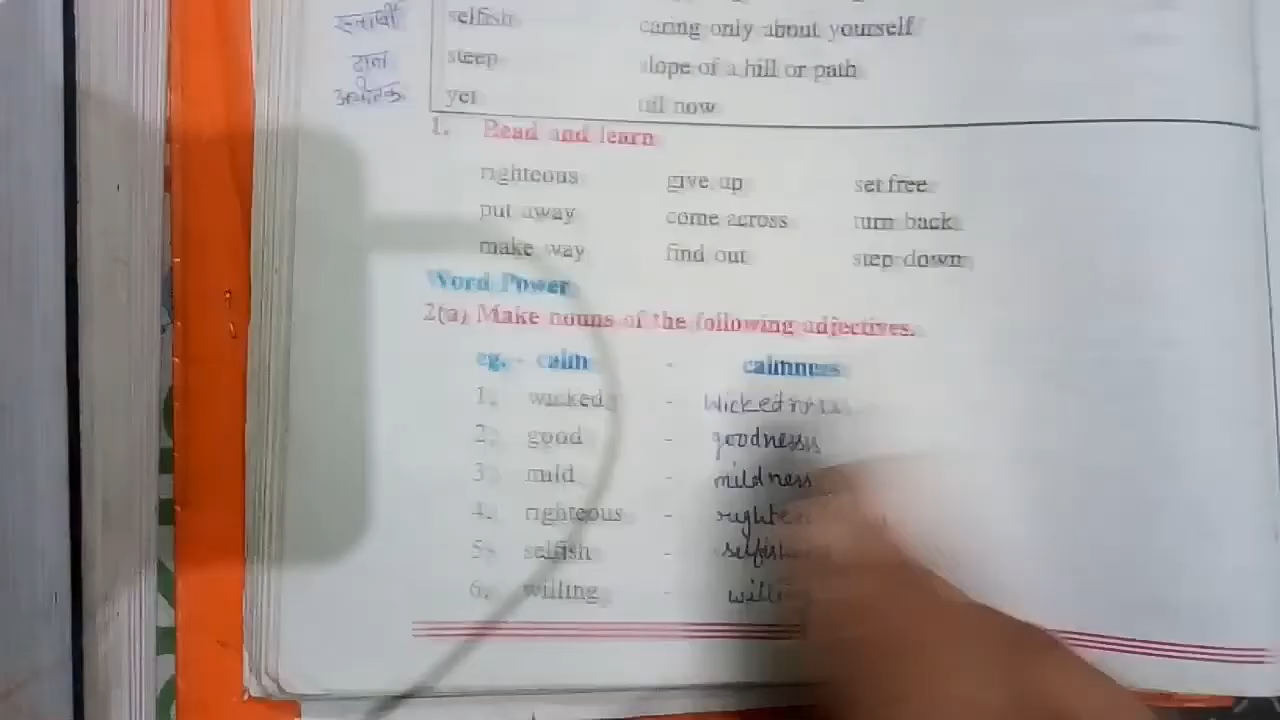 स्वार्थी selfish caring only about yourself
ढाल steep slope of a hill or path
yet till now
1. Read and learn
righteous give up set free
put away come across turn back
make way find out step down
Word Power
2(a) Make nouns of the following adjectives.
eg. - calm - calmness
1. wicked - wickedness
2. good - goodness
3. mild - mildness
4. righteous -
5. selfish -
6. willing -